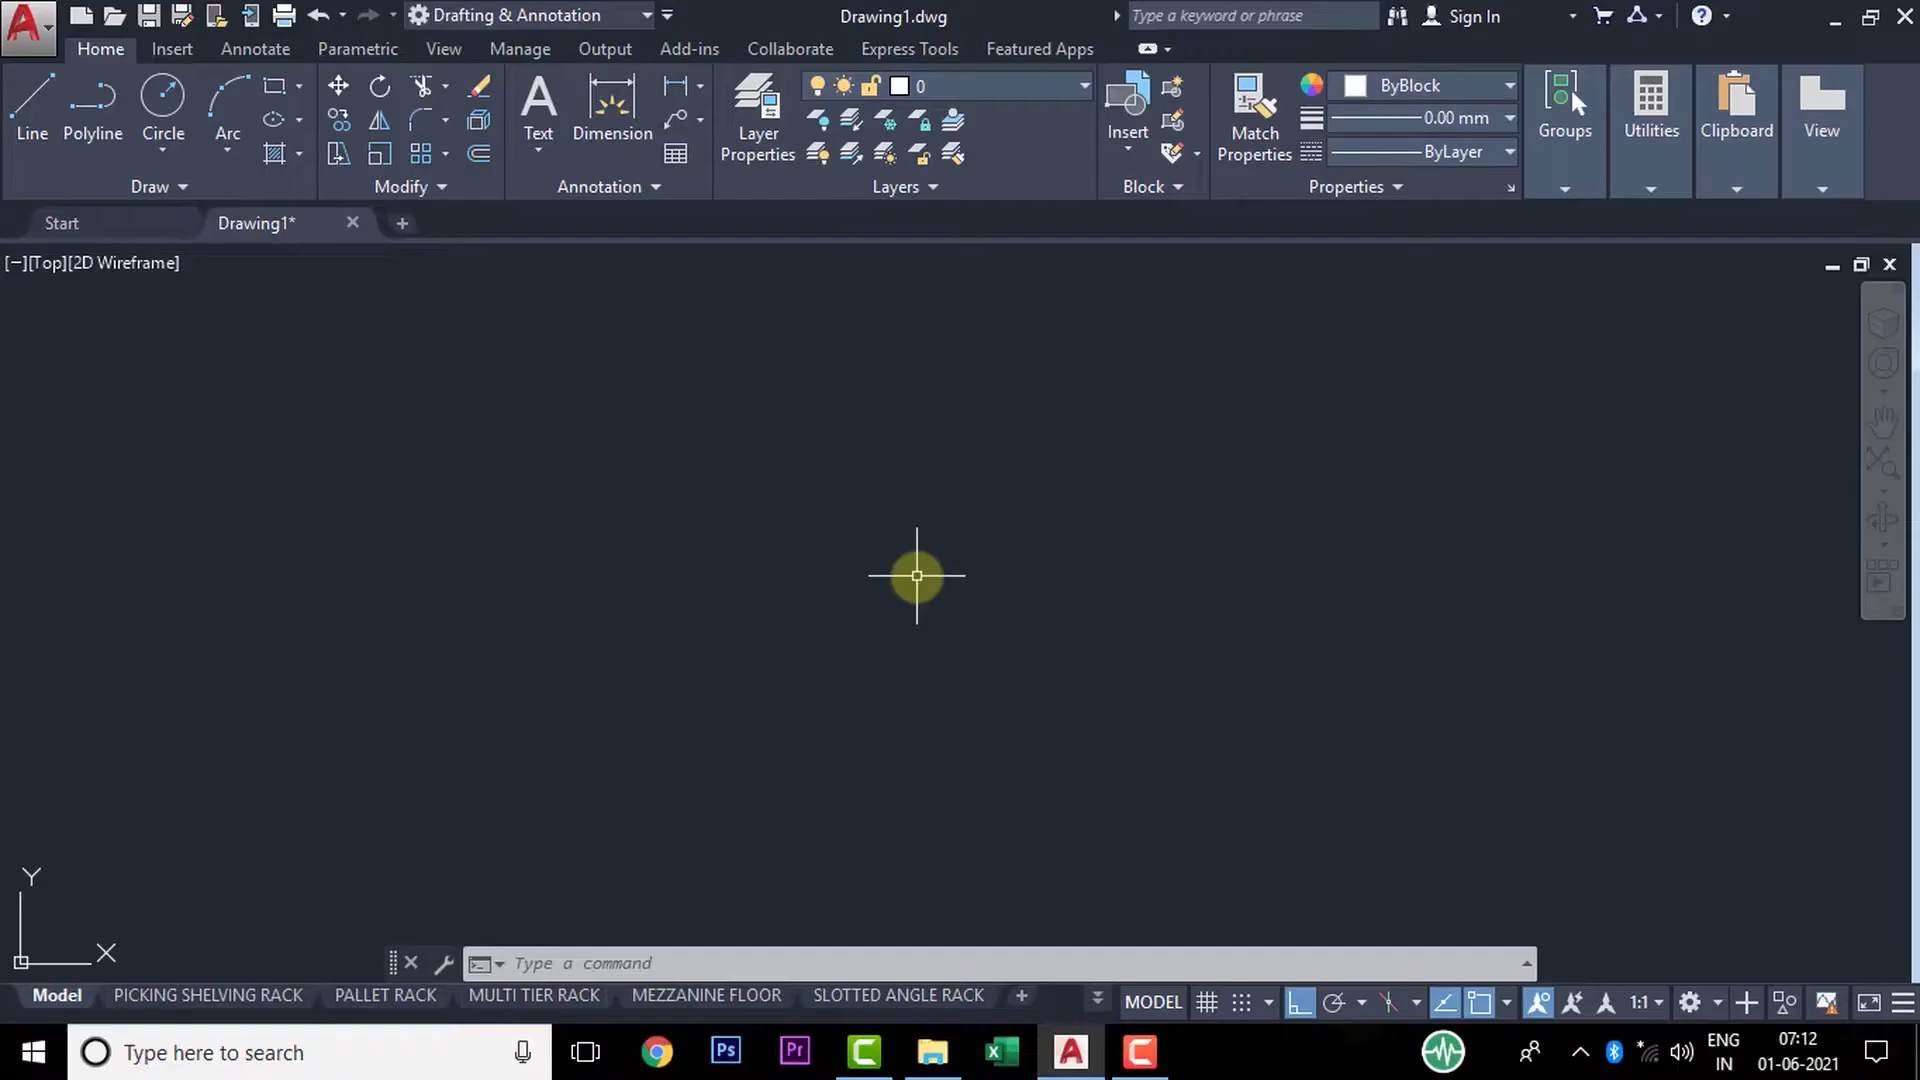 Drafting & Annotation
Drawing1.dwg
Type a keyword or phrase
Sign In
Home Insert Annotate Parametric View Manage Output Add-ins Collaborate Express Tools Featured Apps
Line Polyline Circle Arc
Draw
Modify
Text Dimension
Annotation
Layer Properties
0
Layers
Insert
Block
Match Properties
ByBlock
0.00 mm
ByLayer
Properties
Groups
Utilities
Clipboard
View
Start Drawing1*
[−][Top][2D Wireframe]
Y
X
Type a command
Model PICKING SHELVING RACK PALLET RACK MULTI TIER RACK MEZZANINE FLOOR SLOTTED ANGLE RACK
MODEL 1:1
Type here to search
Ps
Pr
ENG
IN
07:12
01-06-2021